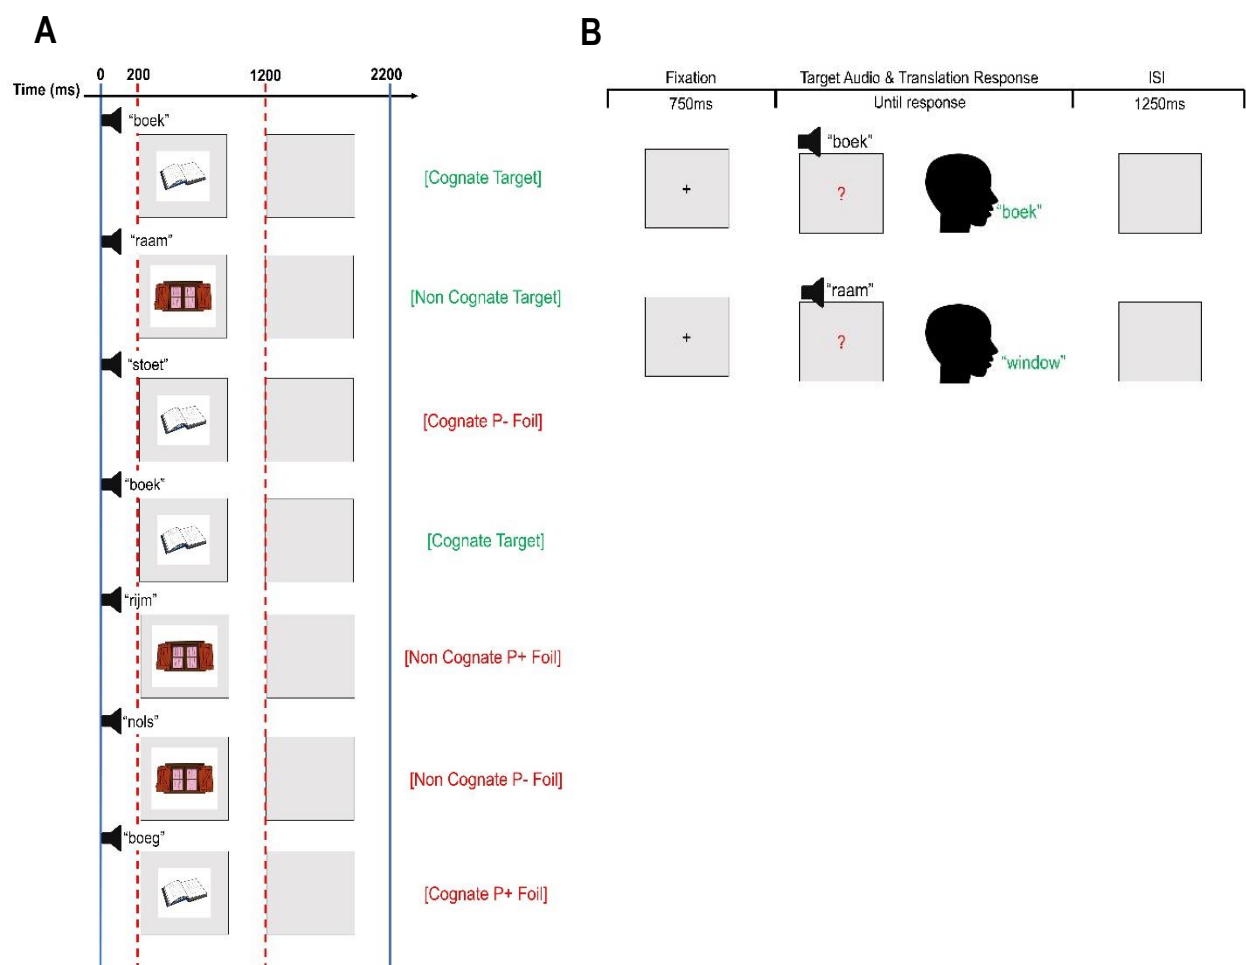 A
0 200 1200 2200
Time (ms)
“boek”
[Cognate Target]
“raam”
[Non Cognate Target]
“stoet”
[Cognate P- Foil]
“boek”
[Cognate Target]
“rijm”
[Non Cognate P+ Foil]
“nols”
[Non Cognate P- Foil]
“boeg”
[Cognate P+ Foil]
B
Fixation Target Audio & Translation Response ISI
750ms Until response 1250ms
“boek”
+ ? “boek”
“raam”
+ ? “window”